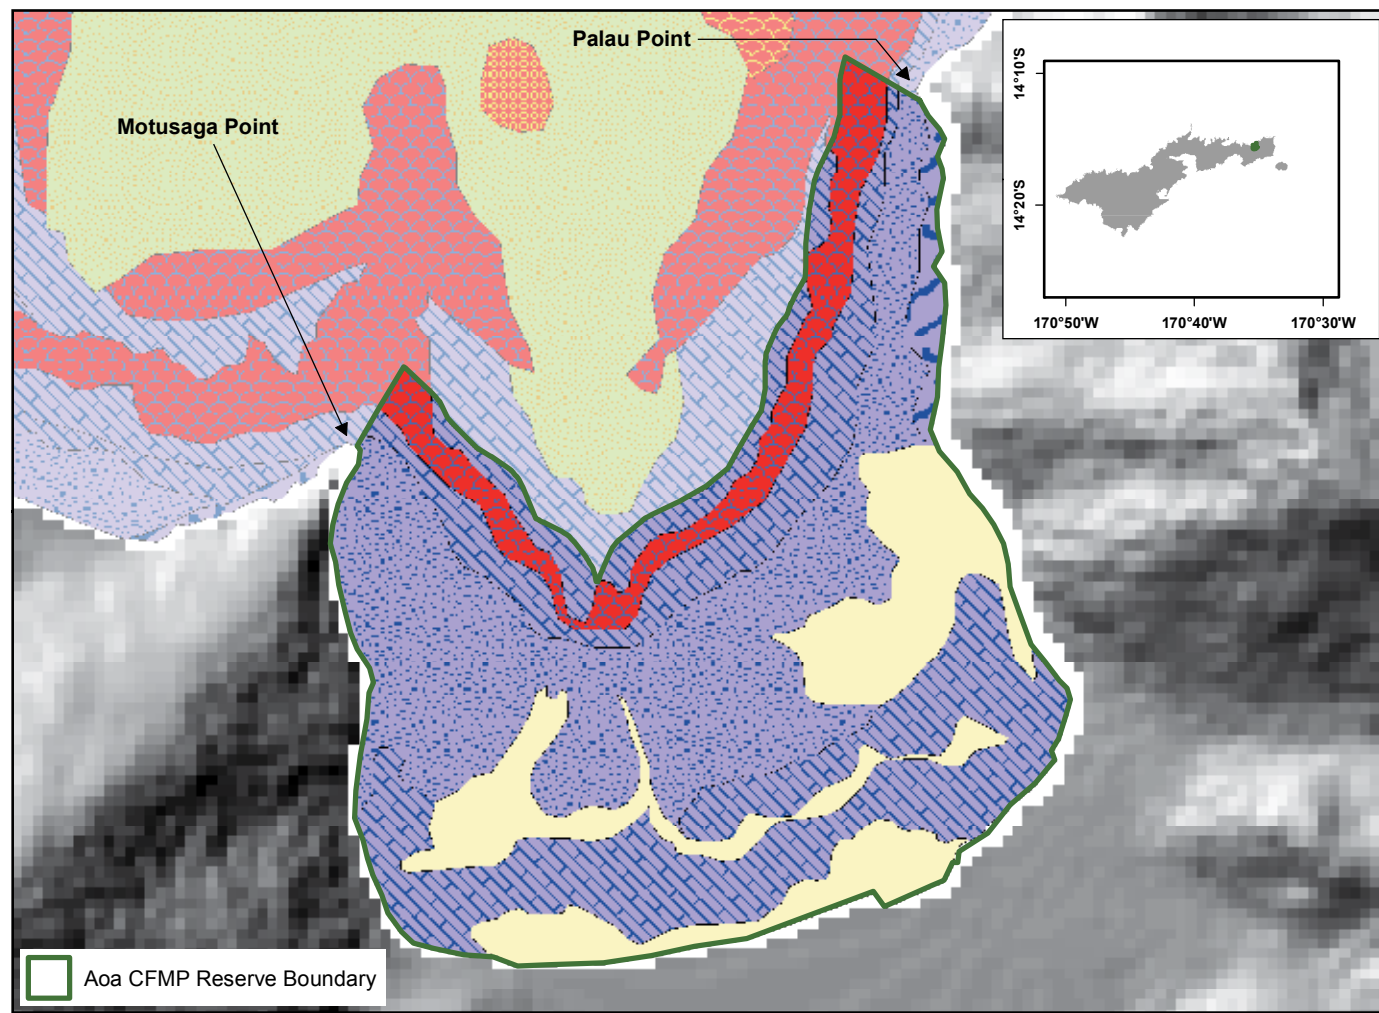 Palau Point
Motusaga Point
14°10'S
14°20'S
170°50'W
170°40'W
170°30'W
Aoa CFMP Reserve Boundary